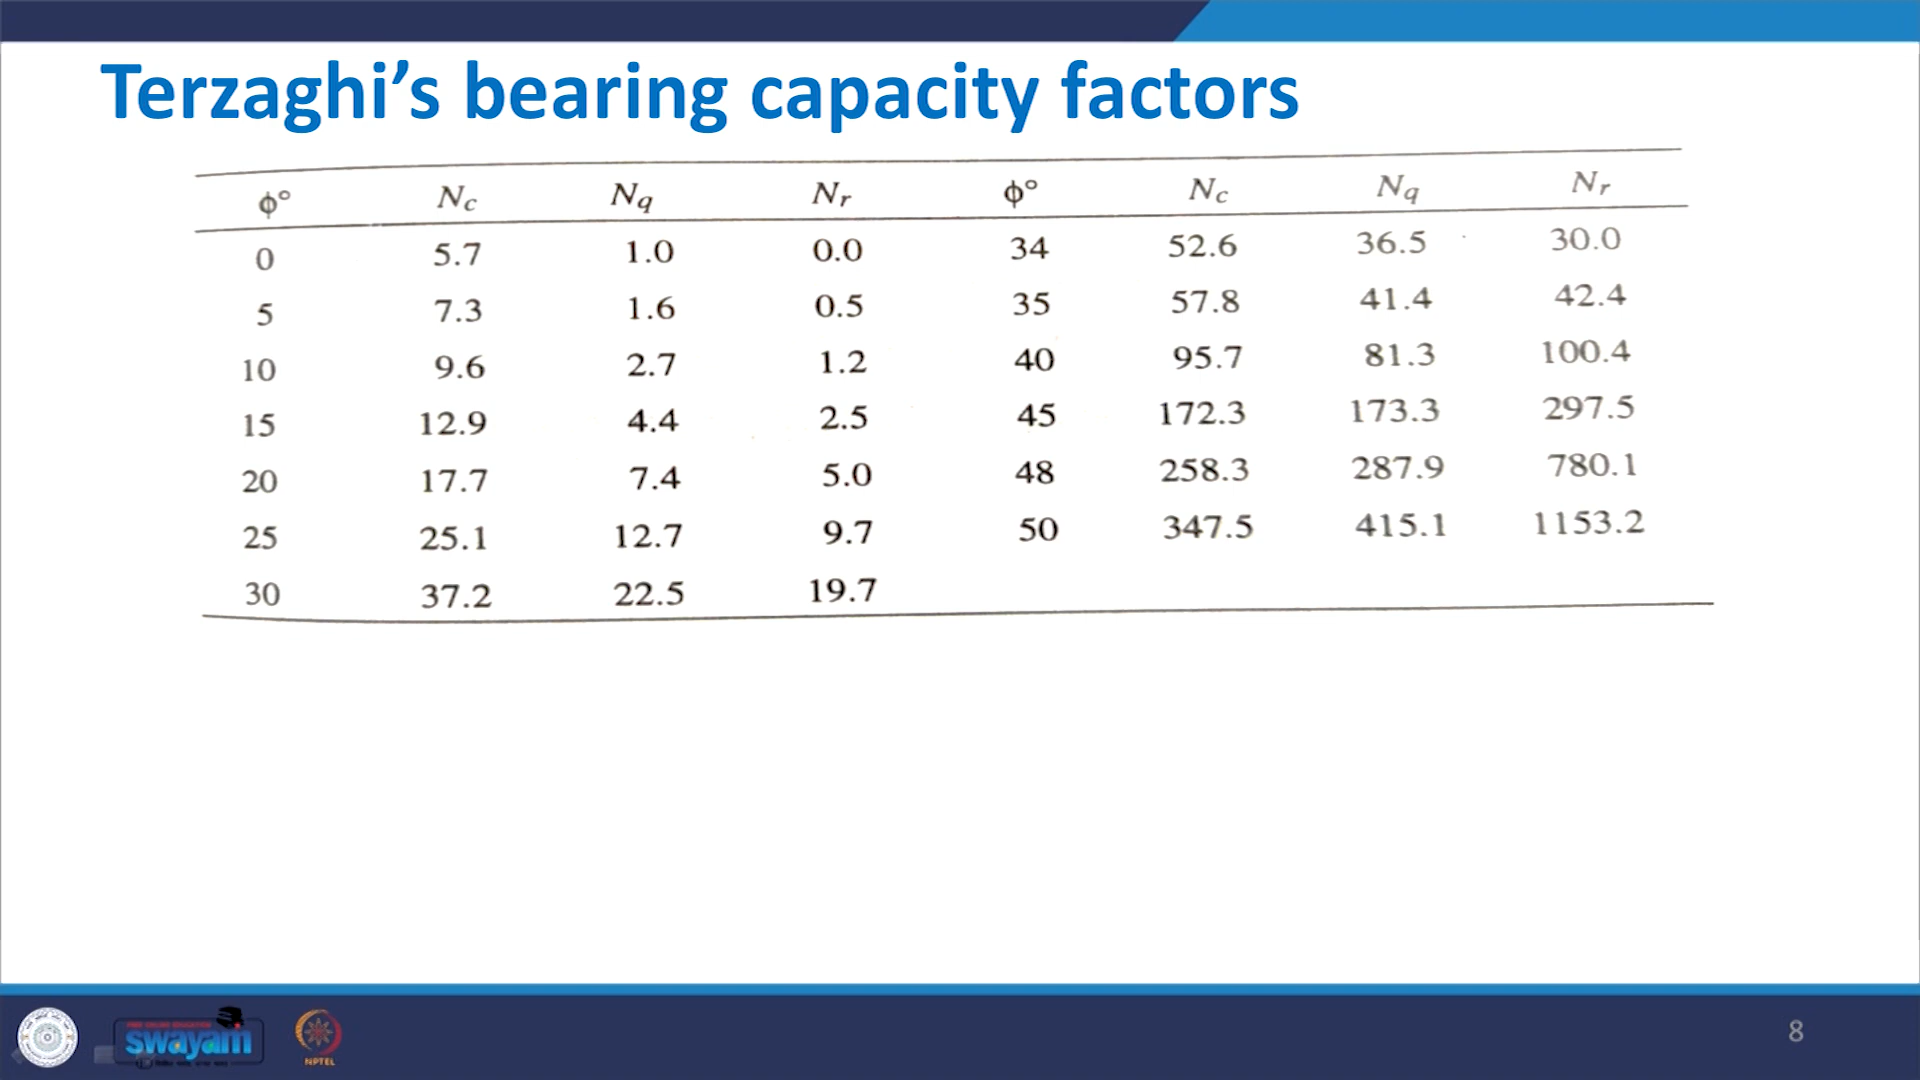 Terzaghi's bearing capacity factors
ϕ° Nc Nq Nr ϕ° Nc Nq Nr
0 5.7 1.0 0.0 34 52.6 36.5 30.0
5 7.3 1.6 0.5 35 57.8 41.4 42.4
10 9.6 2.7 1.2 40 95.7 81.3 100.4
15 12.9 4.4 2.5 45 172.3 173.3 297.5
20 17.7 7.4 5.0 48 258.3 287.9 780.1
25 25.1 12.7 9.7 50 347.5 415.1 1153.2
30 37.2 22.5 19.7
FREE ONLINE EDUCATION
swayam
NPTEL
8